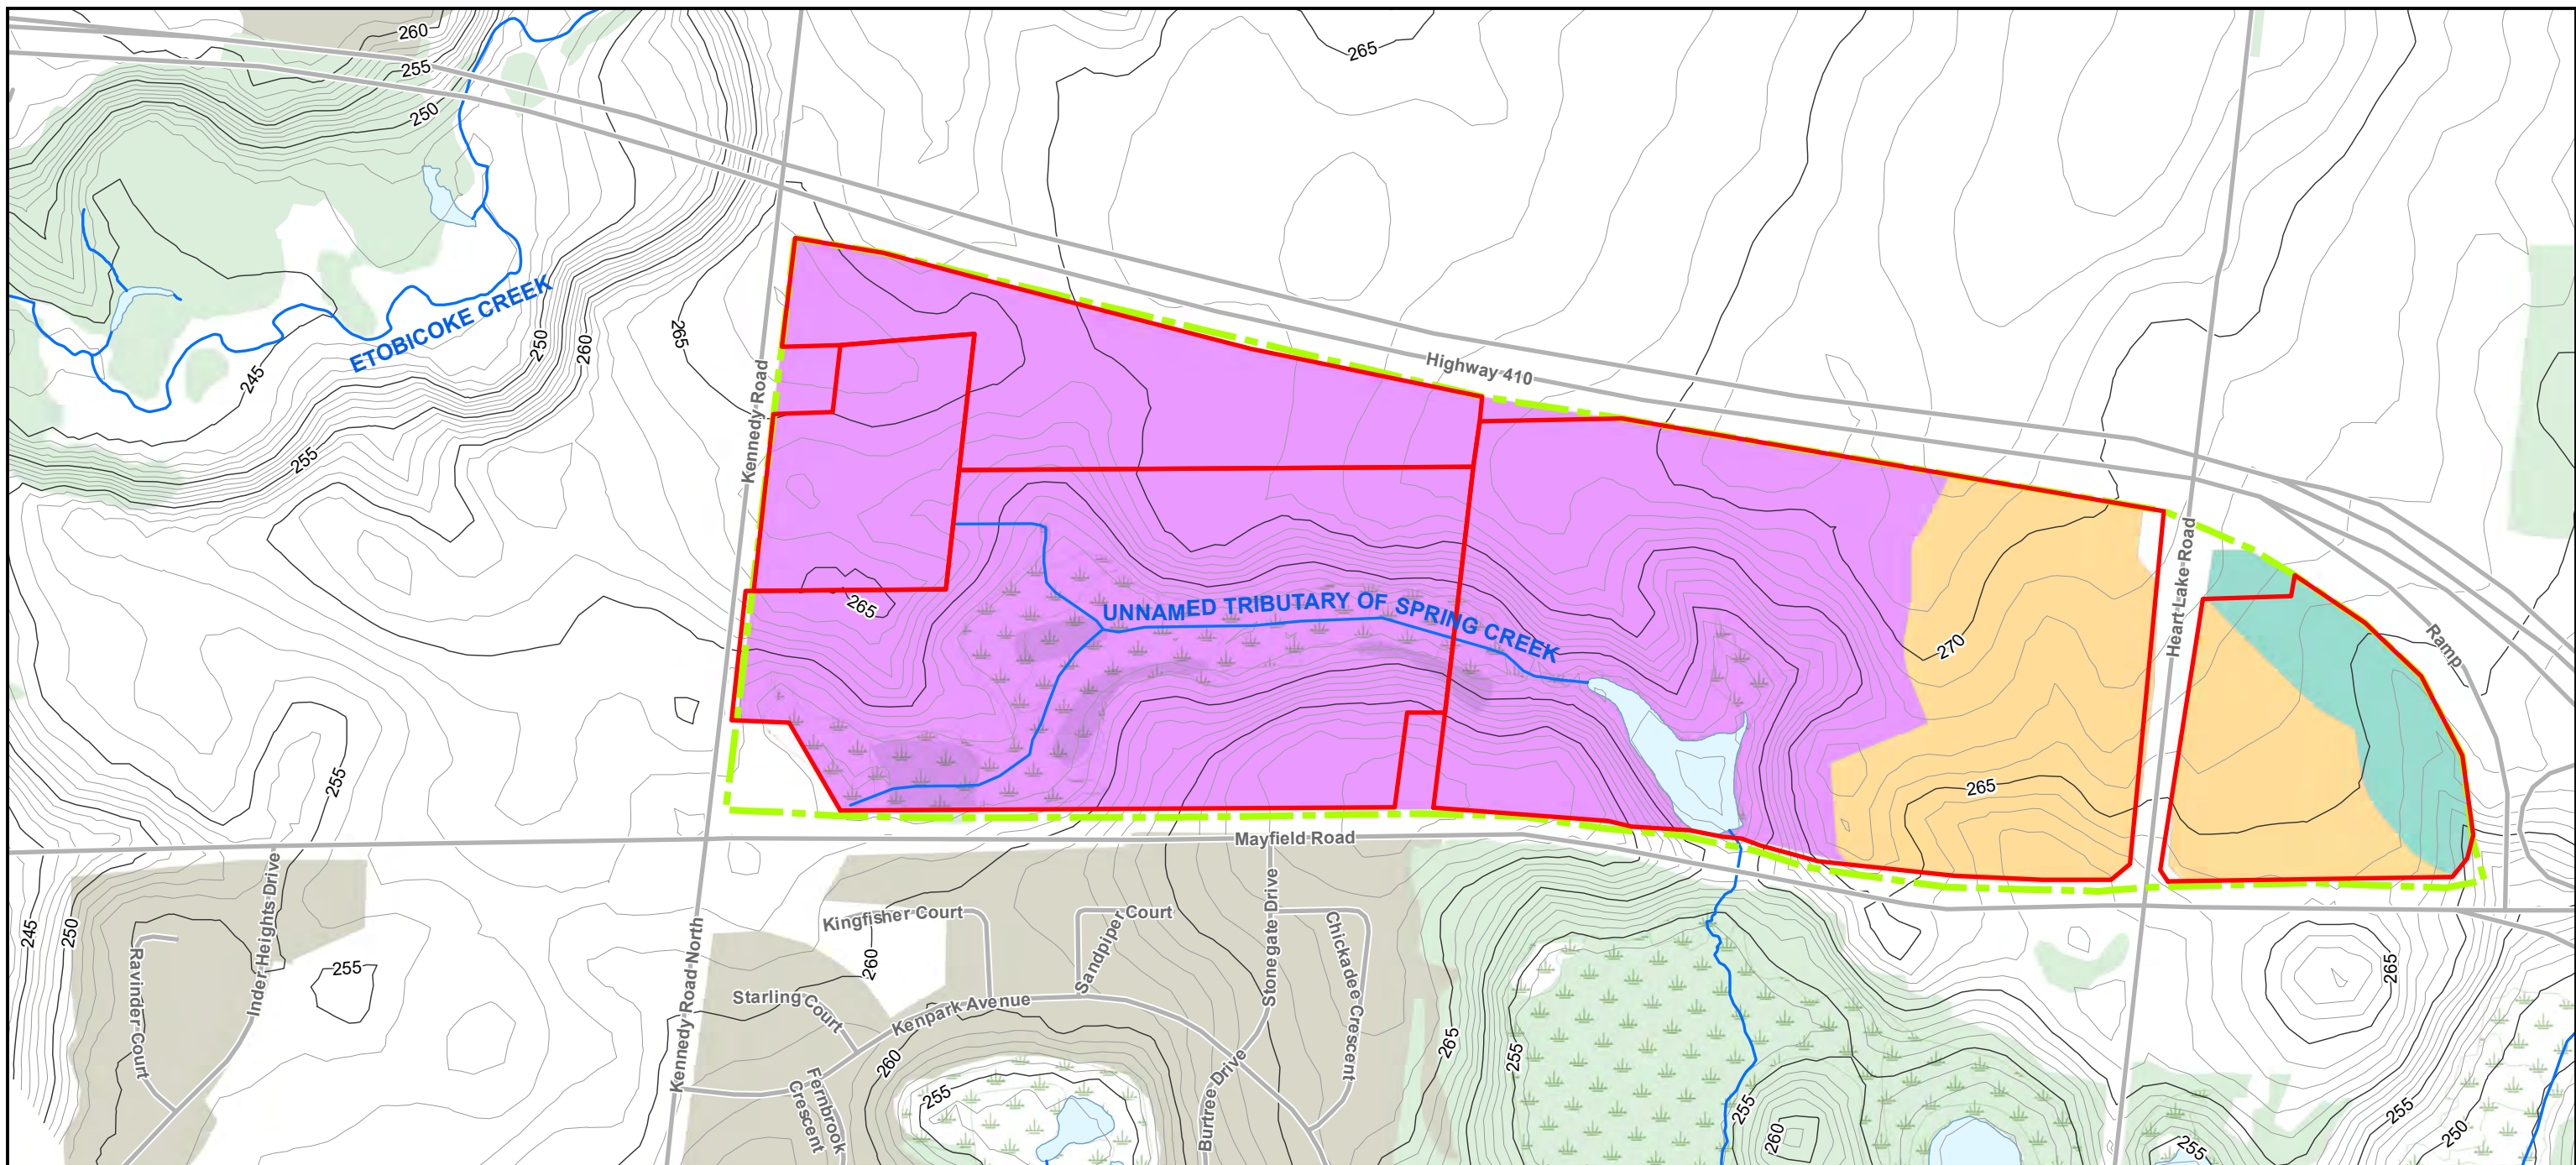 260
255
250
265
ETOBICOKE CREEK
250
260
265
245
255
Highway 410
Kennedy Road
Heart Lake Road
265
UNNAMED TRIBUTARY OF SPRING CREEK
270
Ramp
265
255
Mayfield Road
245
250
255
Ravinder Court
Inder Heights Drive
Kennedy Road North
Kingfisher Court
260
Sandpiper Court
Stonegate Drive
Chickadee Crescent
Starling Court
Kenpark Avenue
260
Fernbrook
Crescent
255
Burtree Drive
265
255
255
260
265
255
250
255